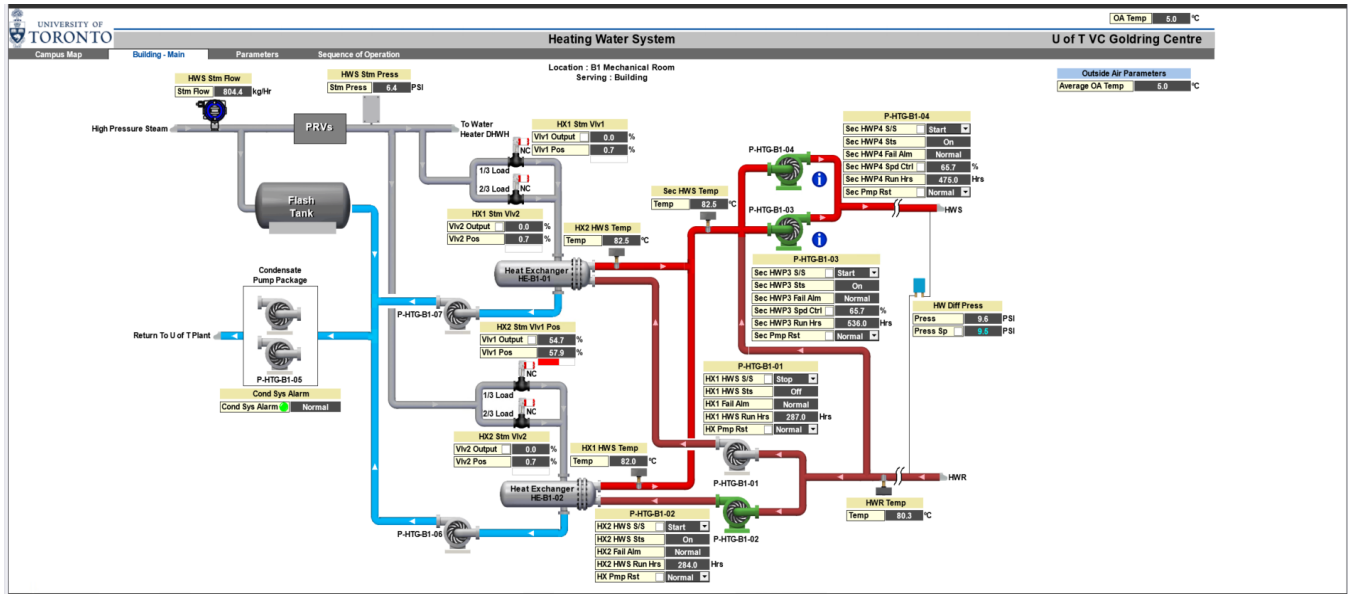 UNIVERSITY OF
TORONTO
OA Temp 5.0 ºC
Heating Water System
U of T VC Goldring Centre
Campus Map Building - Main Parameters Sequence of Operation
Location : B1 Mechanical Room
Serving : Building
Outside Air Parameters
Average OA Temp 5.0 ºC
HWS Stm Flow
Stm Flow 804.4 kg/Hr
HWS Stm Press
Stm Press 6.4 PSI
High Pressure Steam
PRVs
To Water
Heater DHWH
HX1 Stm Vlv1
Vlv1 Output 0.0 %
Vlv1 Pos 0.7 %
NC
1/3 Load
2/3 Load
NC
HX1 Stm Vlv2
Vlv2 Output 0.0 %
Vlv2 Pos 0.7 %
Flash
Tank
HX2 HWS Temp
Temp 82.5 ºC
Heat Exchanger
HE-B1-01
Sec HWS Temp
Temp 82.5 ºC
P-HTG-B1-04
P-HTG-B1-03
P-HTG-B1-04
Sec HWP4 S/S Start
Sec HWP4 Sts On
Sec HWP4 Fail Alm Normal
Sec HWP4 Spd Ctrl 65.7 %
Sec HWP4 Run Hrs 475.0 Hrs
Sec Pmp Rst Normal
HWS
P-HTG-B1-03
Sec HWP3 S/S Start
Sec HWP3 Sts On
Sec HWP3 Fail Alm Normal
Sec HWP3 Spd Ctrl 65.7 %
Sec HWP3 Run Hrs 536.0 Hrs
Sec Pmp Rst Normal
HW Diff Press
Press 9.6 PSI
Press Sp 9.5 PSI
Condensate
Pump Package
P-HTG-B1-07
Return To U of T Plant
P-HTG-B1-05
Cond Sys Alarm
Cond Sys Alarm Normal
HX2 Stm Vlv1 Pos
Vlv1 Output 54.7 %
Vlv1 Pos 57.9 %
NC
1/3 Load
2/3 Load
NC
HX2 Stm Vlv2
Vlv2 Output 0.0 %
Vlv2 Pos 0.7 %
HX1 HWS Temp
Temp 82.0 ºC
Heat Exchanger
HE-B1-02
P-HTG-B1-01
HX1 HWS S/S Stop
HX1 HWS Sts Off
HX1 Fail Alm Normal
HX1 HWS Run Hrs 287.0 Hrs
HX Pmp Rst Normal
P-HTG-B1-01
HWR
HWR Temp
Temp 80.3 ºC
P-HTG-B1-06
P-HTG-B1-02
HX2 HWS S/S Start
HX2 HWS Sts On
HX2 Fail Alm Normal
HX2 HWS Run Hrs 284.0 Hrs
HX Pmp Rst Normal
P-HTG-B1-02